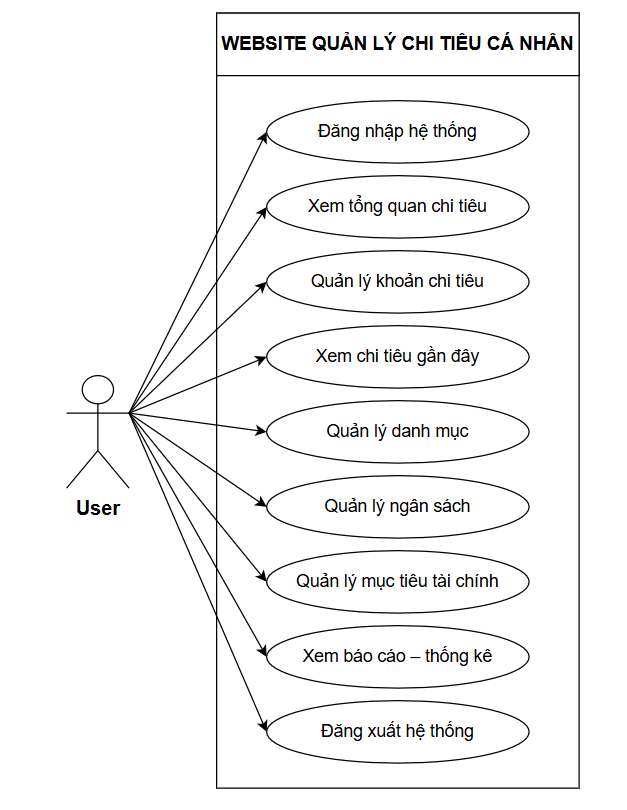 WEBSITE QUẢN LÝ CHI TIÊU CÁ NHÂN
Đăng nhập hệ thống
Xem tổng quan chi tiêu
Quản lý khoản chi tiêu
Xem chi tiêu gần đây
Quản lý danh mục
User
Quản lý ngân sách
Quản lý mục tiêu tài chính
Xem báo cáo – thống kê
Đăng xuất hệ thống